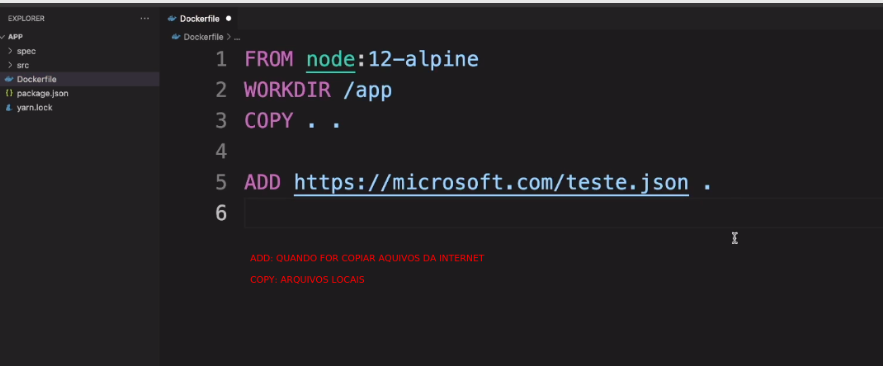 EXPLORER
...
APP
spec
src
Dockerfile
package.json
yarn.lock
Dockerfile
Dockerfile > ...
1 FROM node:12-alpine
2 WORKDIR /app
3 COPY . .
4
5 ADD https://microsoft.com/teste.json .
6
ADD: QUANDO FOR COPIAR AQUIVOS DA INTERNET
COPY: ARQUIVOS LOCAIS